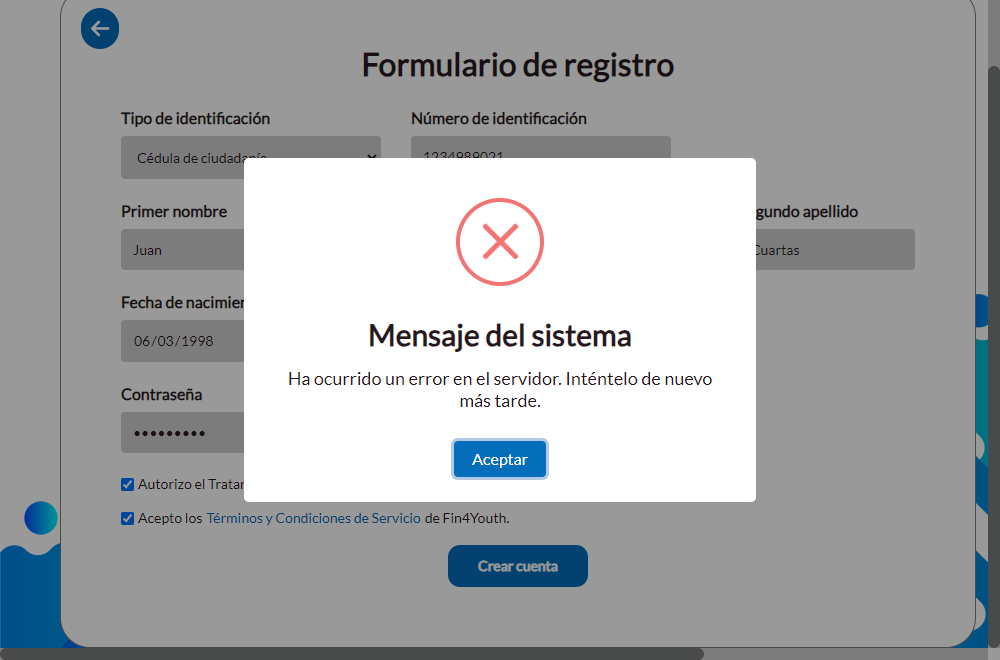 Formulario de registro
Tipo de identificación
Número de identificación
Cédula de ciudadanía
1234989021
Primer nombre
gundo apellido
Juan
Cuartas
Fecha de nacimien
06/03/1998
Contraseña
•••••••••
Mensaje del sistema
Ha ocurrido un error en el servidor. Inténtelo de nuevo
más tarde.
Aceptar
Autorizo el Tratar
Acepto los Términos y Condiciones de Servicio de Fin4Youth.
Crear cuenta